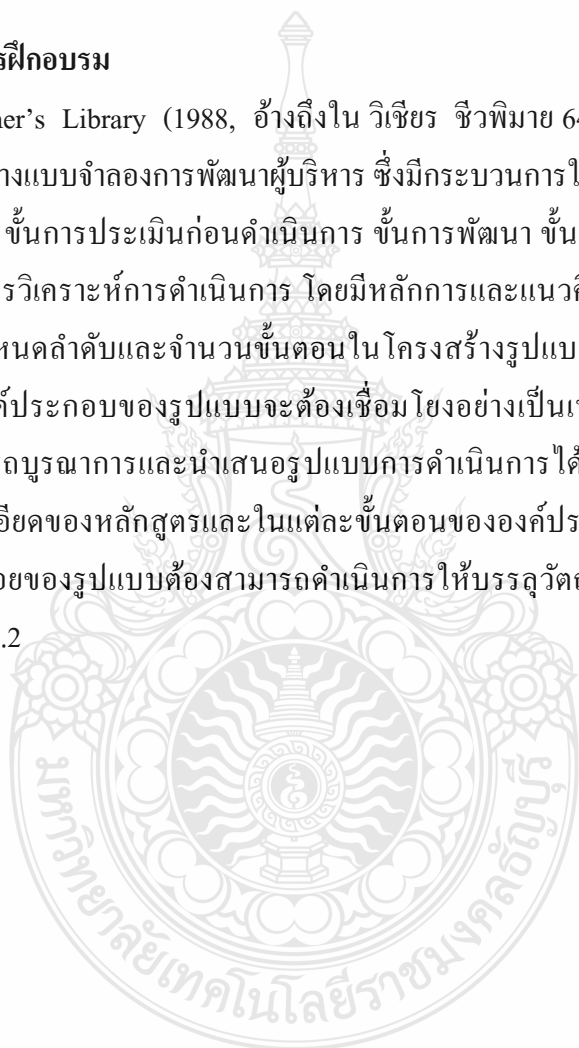 รฝึกอบรม
ner's Library (1988, อ้างถึงใน วิเชียร ชีวพิมาย 64
างแบบจำลองการพัฒนาผู้บริหาร ซึ่งมีกระบวนการใ
ขั้นการประเมินก่อนดำเนินการ ขั้นการพัฒนา ขั้น
รวิเคราะห์การดำเนินการ โดยมีหลักการและแนวคิ
หนดลำดับและจำนวนขั้นตอนในโครงสร้างรูปแบบ
ค์ประกอบของรูปแบบจะต้องเชื่อมโยงอย่างเป็นเห
ถบูรณาการและนำเสนอรูปแบบการดำเนินการได้
อียดของหลักสูตรและในแต่ละขั้นตอนขององค์ประ
อยของรูปแบบต้องสามารถดำเนินการให้บรรลุวัตถ
.2
มหาวิทยาลัยเทคโนโลยีราชมงคลธัญบุรี